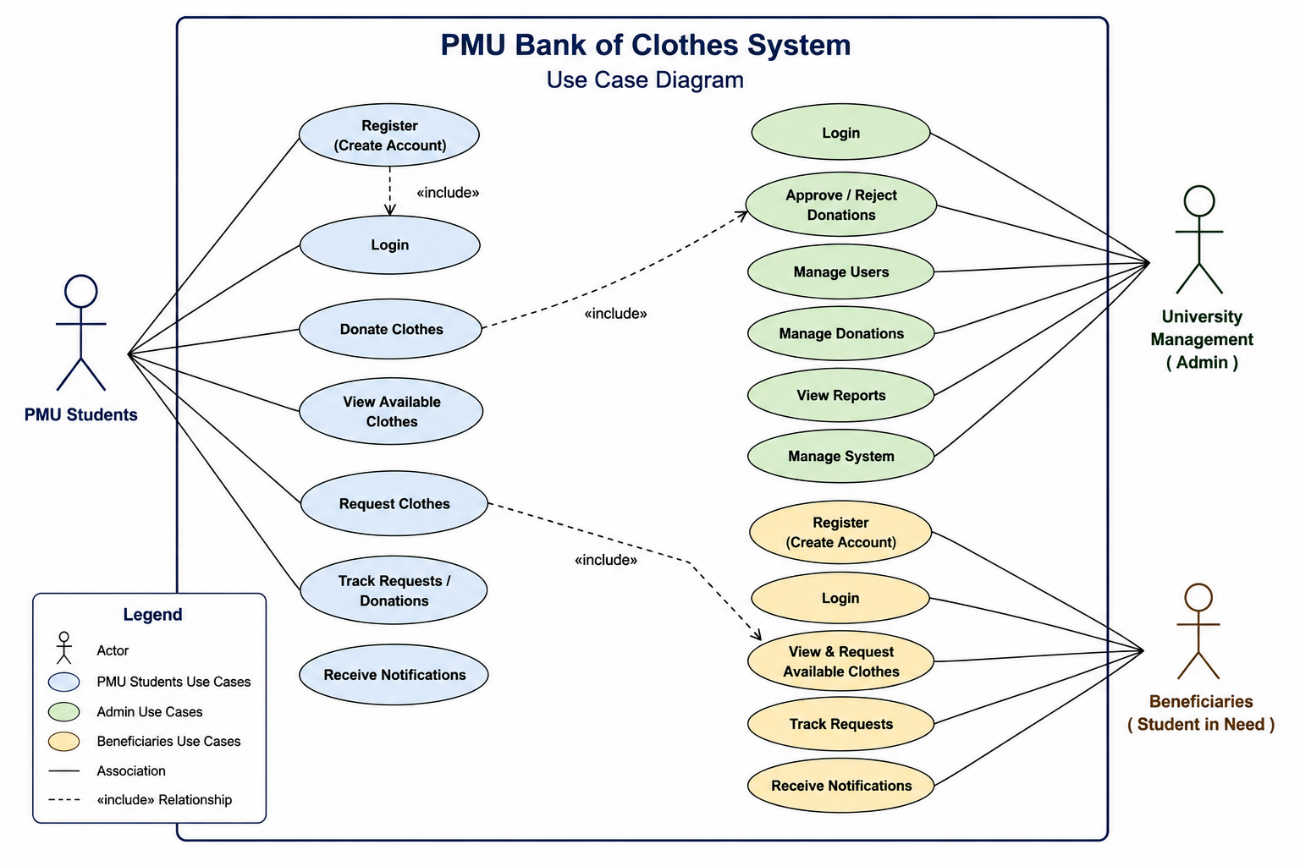 PMU Bank of Clothes System
Use Case Diagram
Register
(Create Account)
«include»
Login
Donate Clothes
«include»
View Available
Clothes
Request Clothes
«include»
Track Requests /
Donations
Receive Notifications
PMU Students
Login
Approve / Reject
Donations
Manage Users
Manage Donations
View Reports
Manage System
University
Management
( Admin )
Register
(Create Account)
Login
View & Request
Available Clothes
Track Requests
Receive Notifications
Beneficiaries
( Student in Need )
Legend
Actor
PMU Students Use Cases
Admin Use Cases
Beneficiaries Use Cases
Association
«include» Relationship